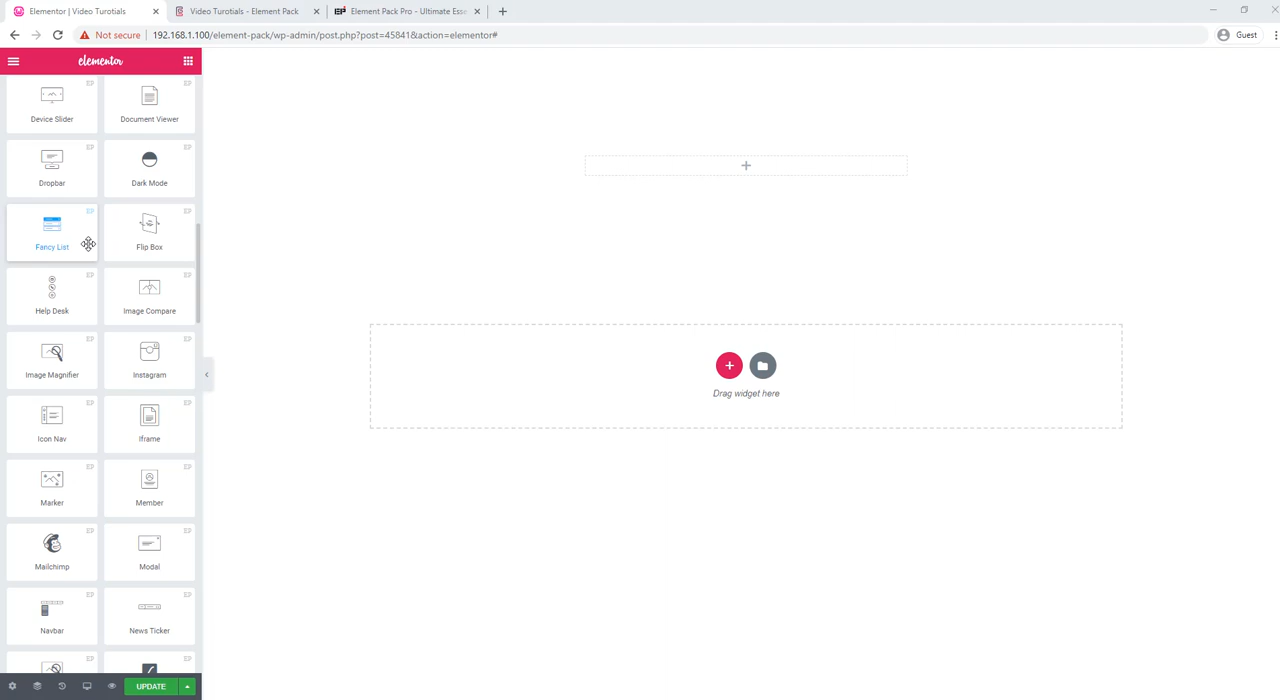 Elementor | Video Turotials
Video Turotials - Element Pack
Element Pack Pro - Ultimate Esse
Not secure
192.168.1.100/element-pack/wp-admin/post.php?post=45841&action=elementor#
Guest
elementor
Device Slider
Document Viewer
Dropbar
Dark Mode
Fancy List
Flip Box
Help Desk
Image Compare
Image Magnifier
Instagram
Icon Nav
Iframe
Marker
Member
Mailchimp
Modal
Navbar
News Ticker
Drag widget here
UPDATE